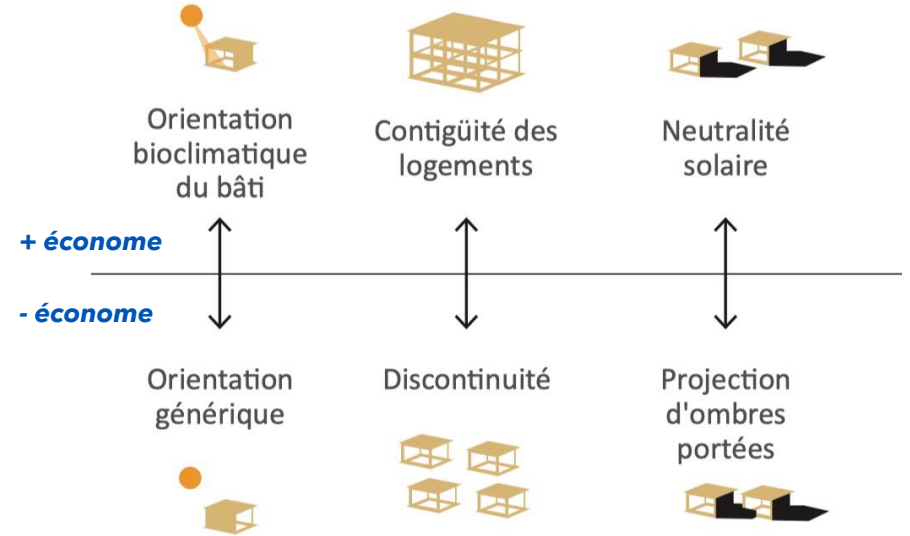 Orientation
bioclimatique
du bâti
Contigüité des
logements
Neutralité
solaire
+ économe
- économe
Orientation
générique
Discontinuité
Projection
d'ombres
portées